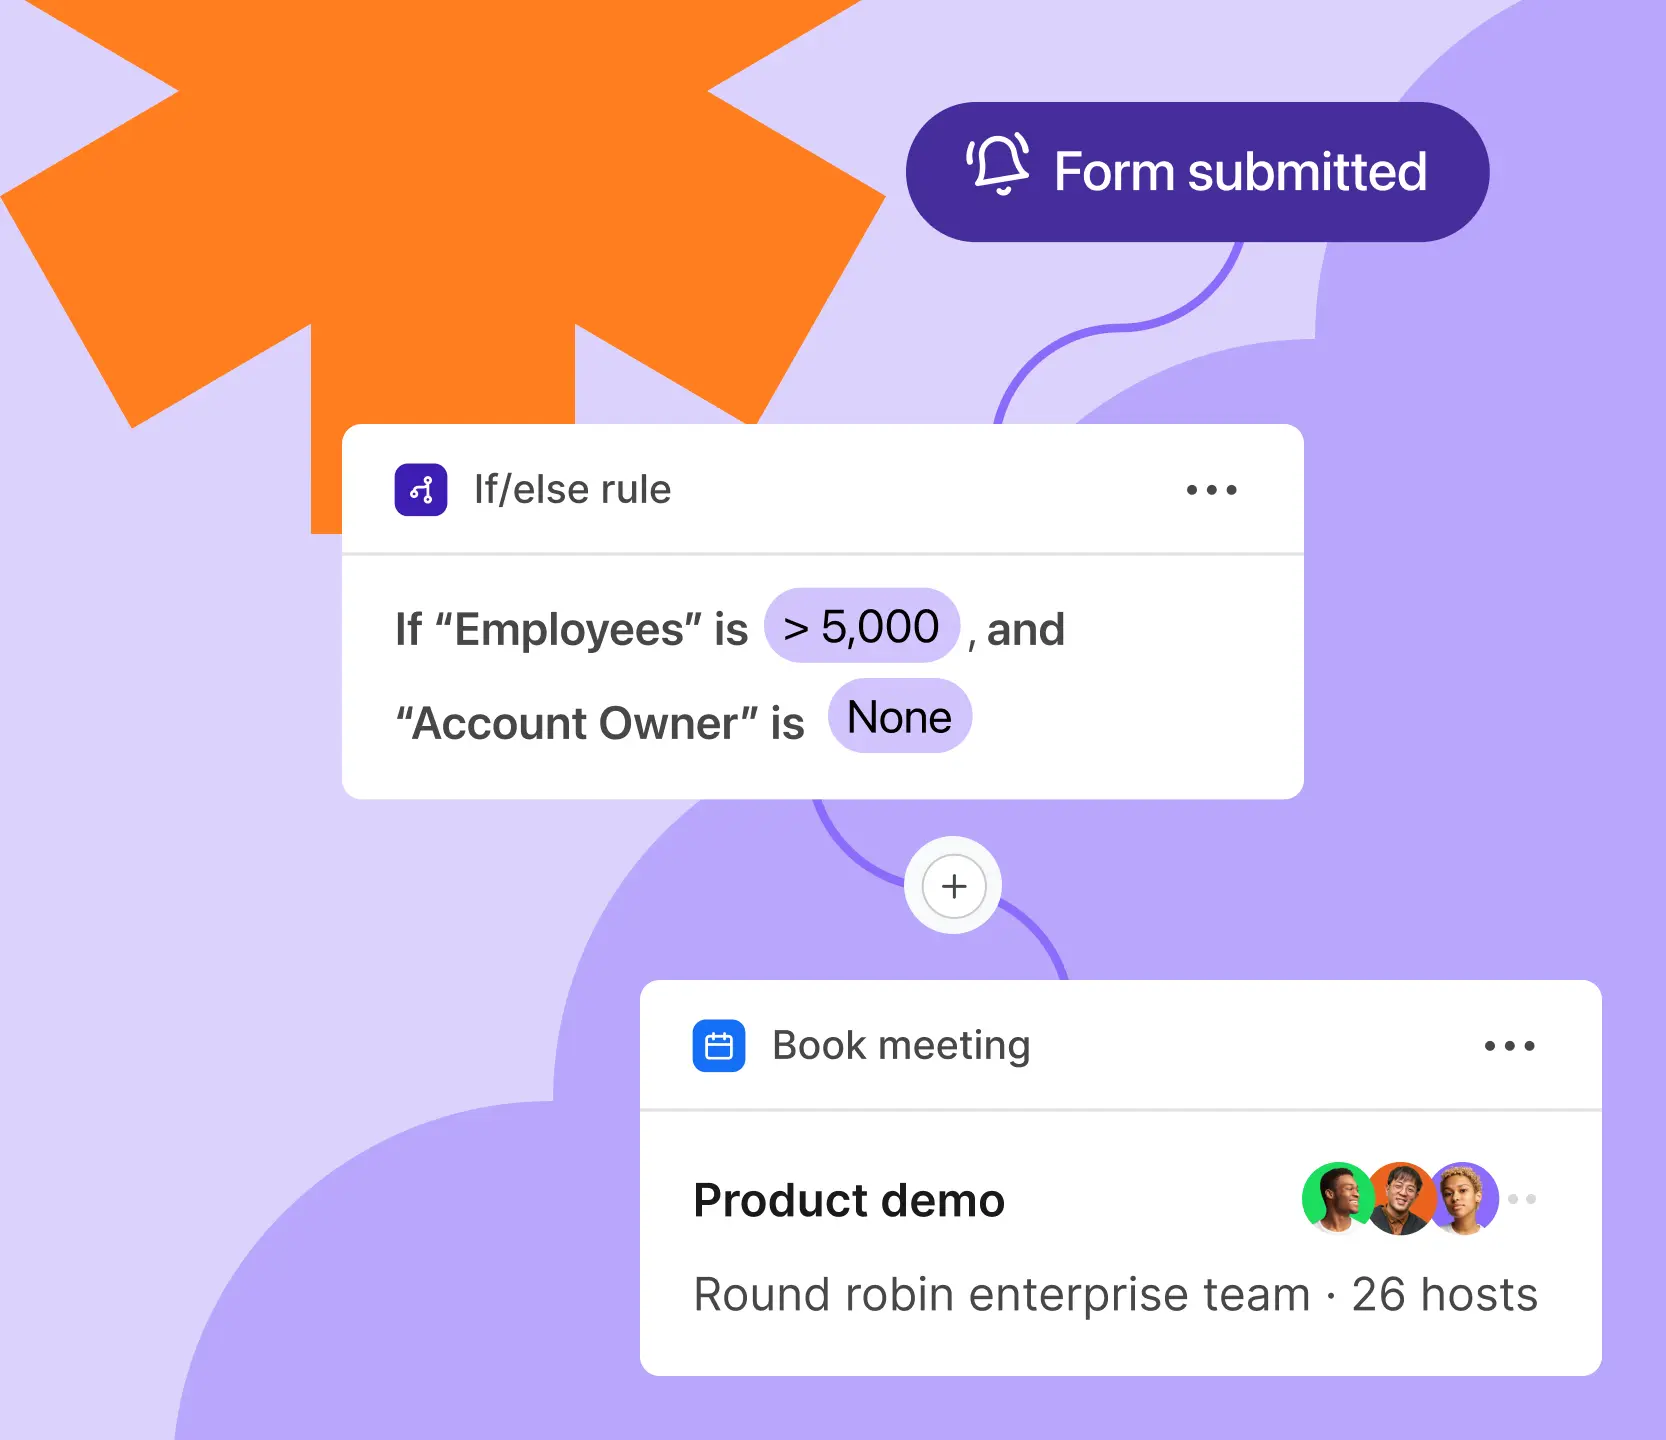 Form submitted
If/else rule
If “Employees” is > 5,000 , and
“Account Owner” is None
Book meeting
Product demo
Round robin enterprise team · 26 hosts